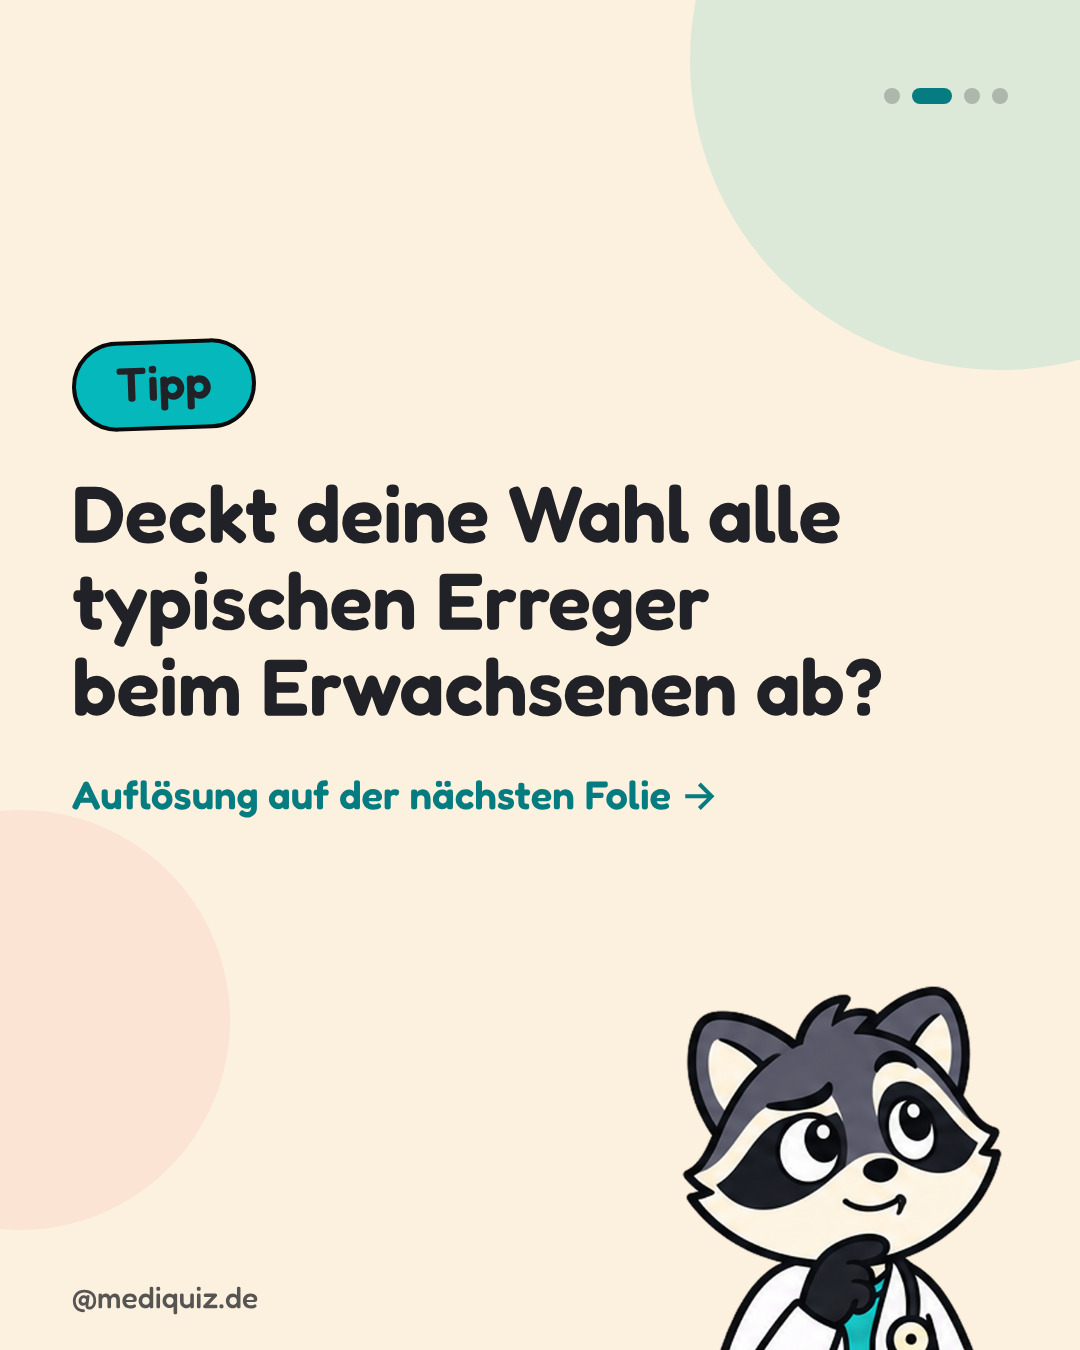 Tipp
Deckt deine Wahl alle
typischen Erreger
beim Erwachsenen ab?
Auflösung auf der nächsten Folie →
@mediquiz.de